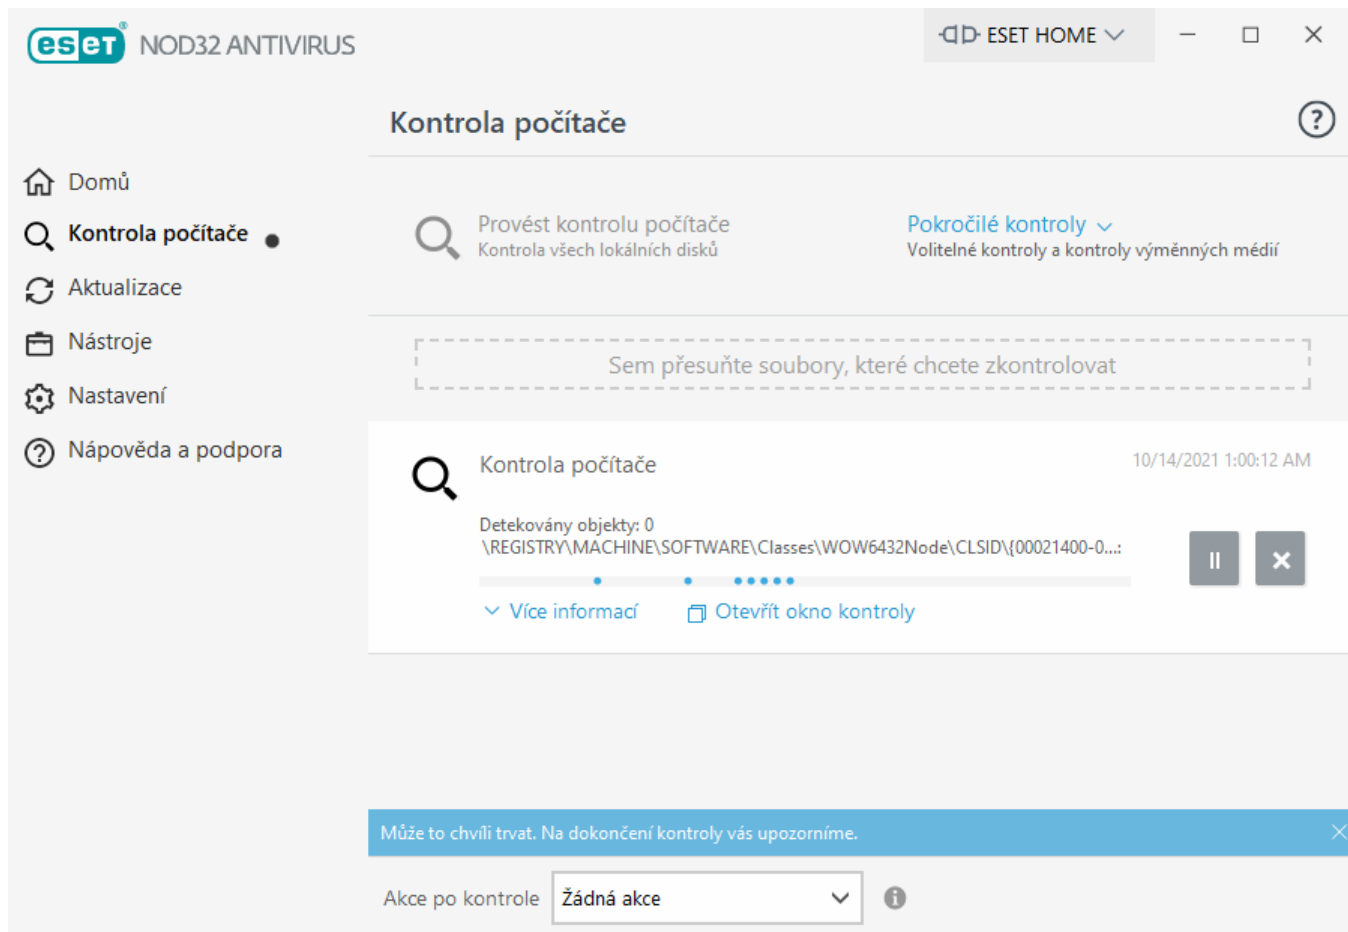 eset® NOD32 ANTIVIRUS
ESET HOME
Kontrola počítače
?
Domů
Kontrola počítače
Aktualizace
Nástroje
Nastavení
Nápověda a podpora
Provést kontrolu počítače
Kontrola všech lokálních disků
Pokročilé kontroly
Volitelné kontroly a kontroly výměnných médií
Sem přesuňte soubory, které chcete zkontrolovat
Kontrola počítače
10/14/2021 1:00:12 AM
Detekovány objekty: 0
\REGISTRY\MACHINE\SOFTWARE\Classes\WOW6432Node\CLSID\{00021400-0...:
Více informací
Otevřít okno kontroly
Může to chvíli trvat. Na dokončení kontroly vás upozorníme.
Akce po kontrole
Žádná akce